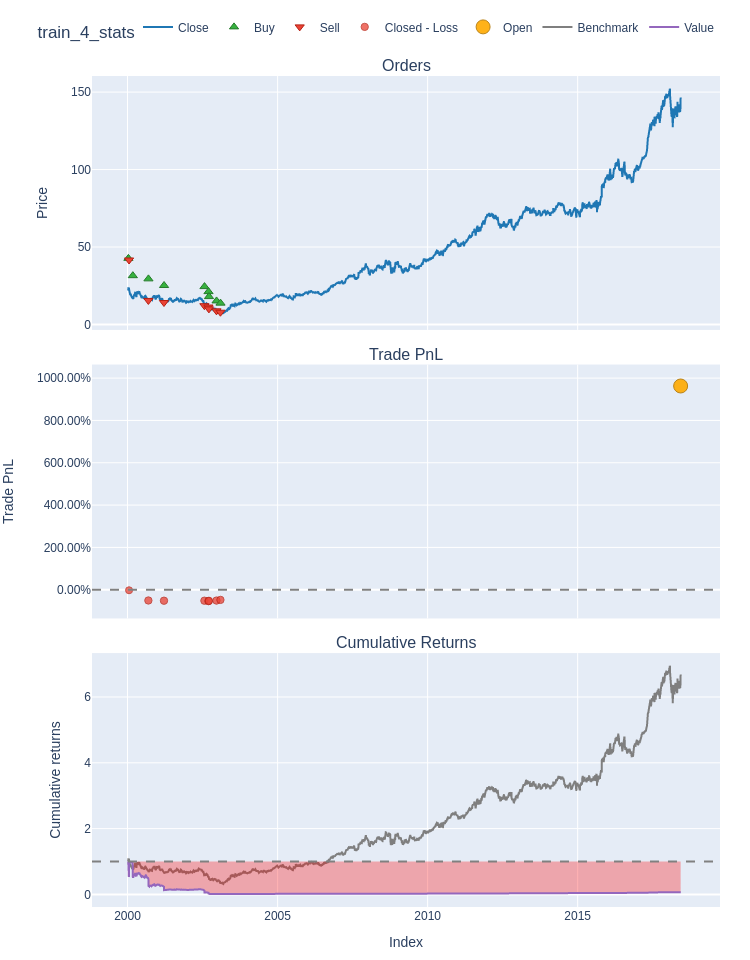 train_4_stats
Close
Buy
Sell
Closed - Loss
Open
Benchmark
Value
Orders
150
100
50
0
Price
Trade PnL
1000.00%
800.00%
600.00%
400.00%
200.00%
0.00%
Trade PnL
Cumulative Returns
6
4
2
0
Cumulative returns
2000
2005
2010
2015
Index